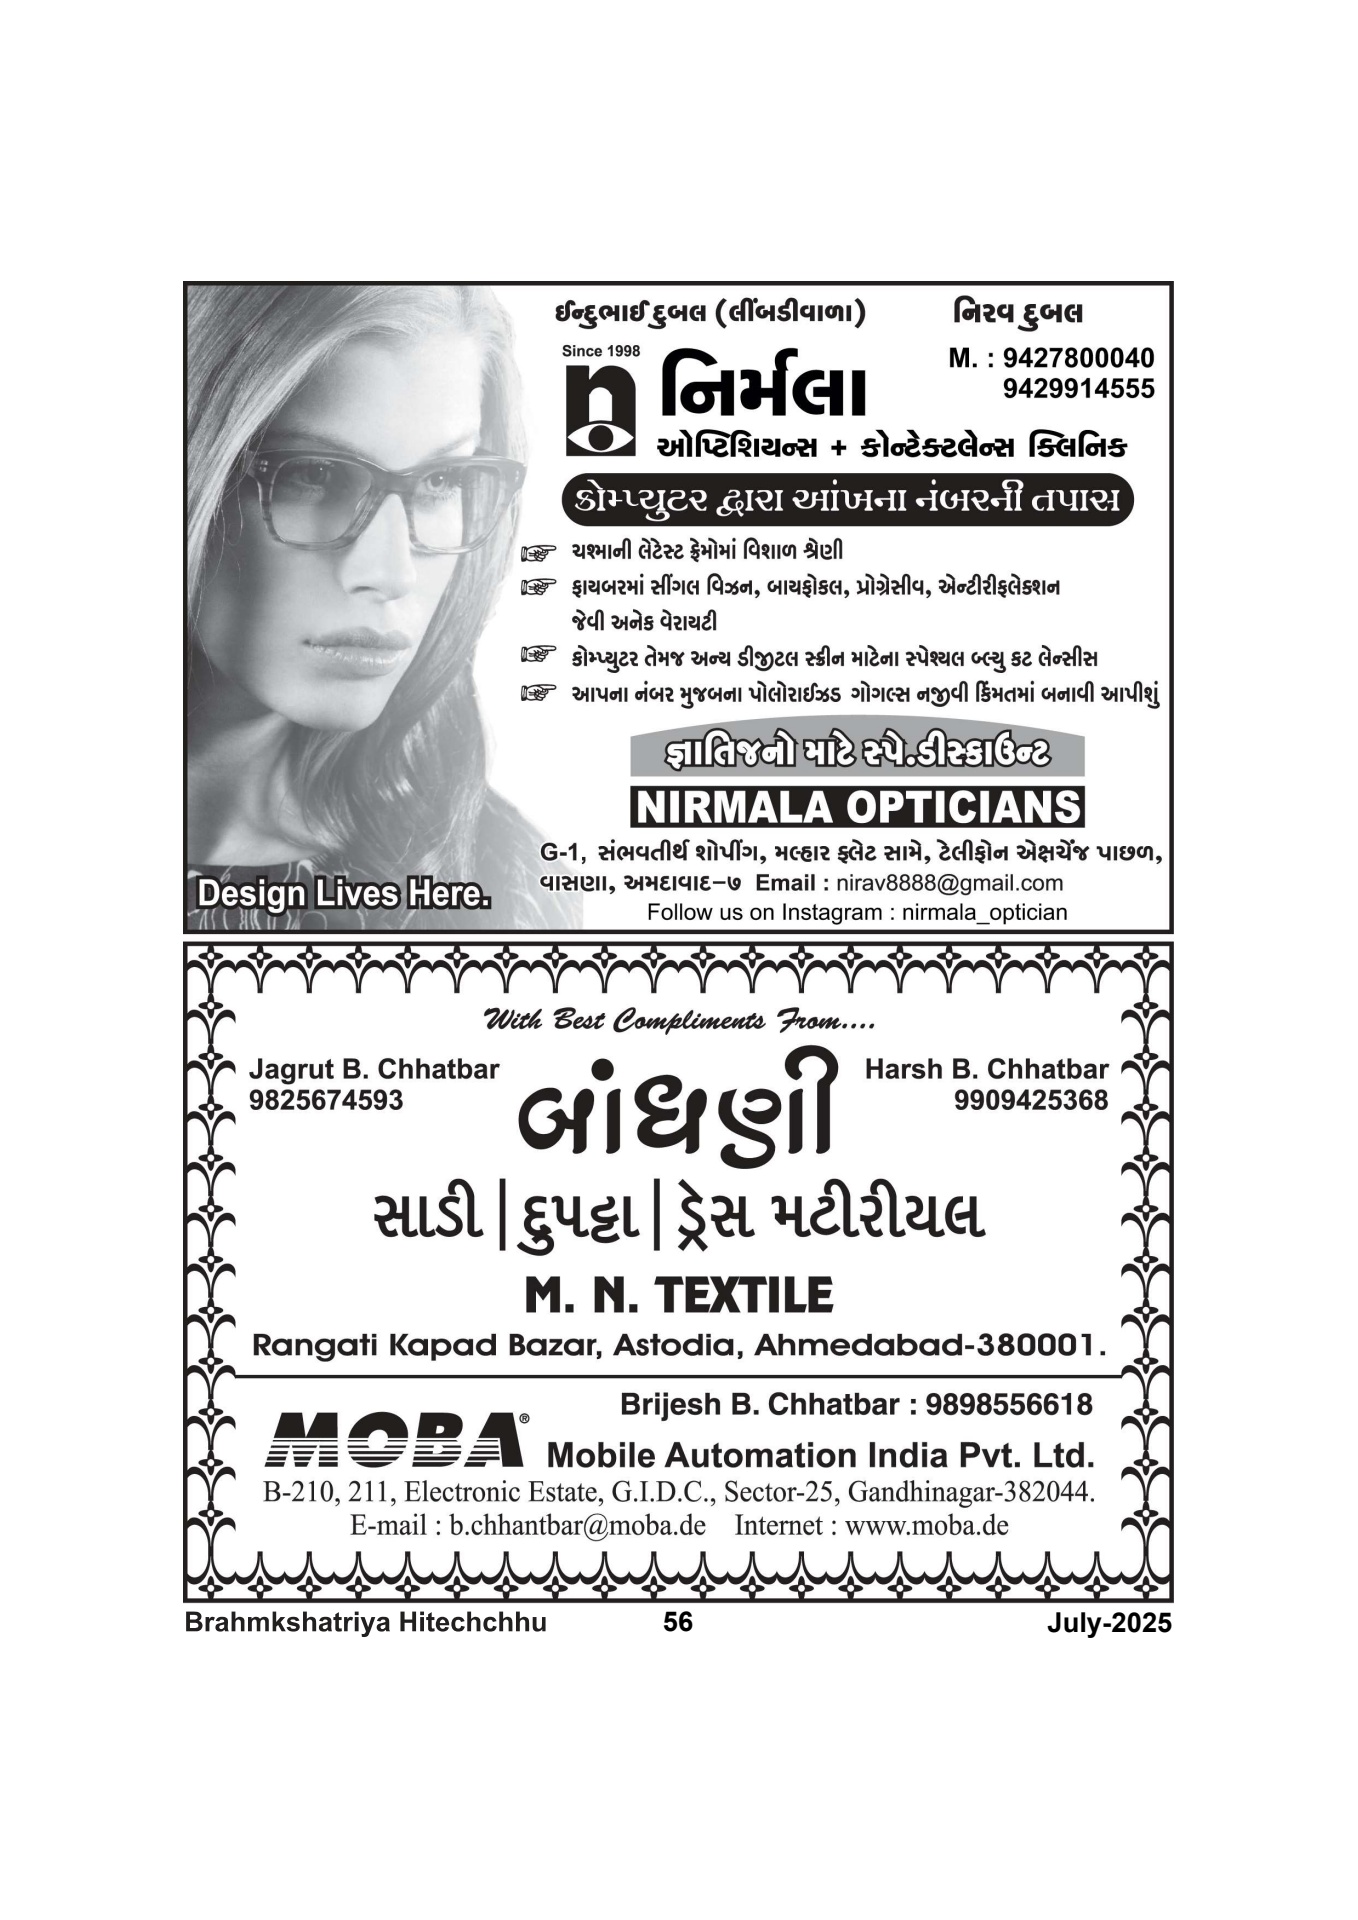 ઈન્દુભાઈ દુબલ (લીંબડીવાળા)
નિરવ દુબલ
Since 1998
M. : 9427800040
9429914555
n નિર્મલા
ઓપ્ટિશિયન્સ + કોન્ટેક્ટલેન્સ ક્લિનિક
કોમ્પ્યુટર દ્વારા આંખના નંબરની તપાસ
ચશ્માની લેટેસ્ટ ફ્રેમોમાં વિશાળ શ્રેણી
ફાયબરમાં સીંગલ વિઝન, બાયફોકલ, પ્રોગ્રેસીવ, એન્ટીરીફલેક્શન
જેવી અનેક વેરાયટી
કોમ્પ્યુટર તેમજ અન્ય ડીજીટલ સ્ક્રીન માટેના સ્પેશ્યલ બ્લ્યુ કટ લેન્સીસ
આપના નંબર મુજબના પોલોરાઈઝડ ગોગલ્સ નજીવી કિંમતમાં બનાવી આપીશું
જ્ઞાતિજનો માટે સ્પે.ડીસ્કાઉન્ટ
NIRMALA OPTICIANS
G-1, સંભવતીર્થ શોપીંગ, મલ્હાર ફ્લેટ સામે, ટેલીફોન એક્ષચેંજ પાછળ,
વાસણા, અમદાવાદ-૭ Email : nirav8888@gmail.com
Follow us on Instagram : nirmala_optician
Design Lives Here.
With Best Compliments From....
Jagrut B. Chhatbar
9825674593
બાંધણી
Harsh B. Chhatbar
9909425368
સાડી | દુપટ્ટા | ડ્રેસ મટીરીયલ
M. N. TEXTILE
Rangati Kapad Bazar, Astodia, Ahmedabad-380001.
Brijesh B. Chhatbar : 9898556618
MOBA® Mobile Automation India Pvt. Ltd.
B-210, 211, Electronic Estate, G.I.D.C., Sector-25, Gandhinagar-382044.
E-mail : b.chhantbar@moba.de Internet : www.moba.de
Brahmkshatriya Hitechchhu 56 July-2025